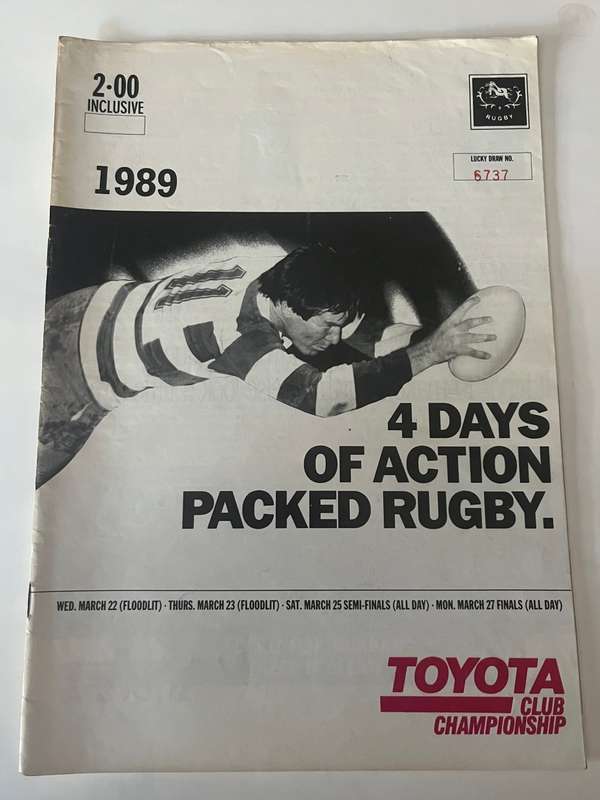 2·00
INCLUSIVE
RUGBY
LUCKY DRAW NO.
6737
1989
11
4 DAYS
OF ACTION
PACKED RUGBY.
WED. MARCH 22 (FLOODLIT) · THURS. MARCH 23 (FLOODLIT) · SAT. MARCH 25 SEMI-FINALS (ALL DAY) · MON. MARCH 27 FINALS (ALL DAY)
TOYOTA
CLUB
CHAMPIONSHIP